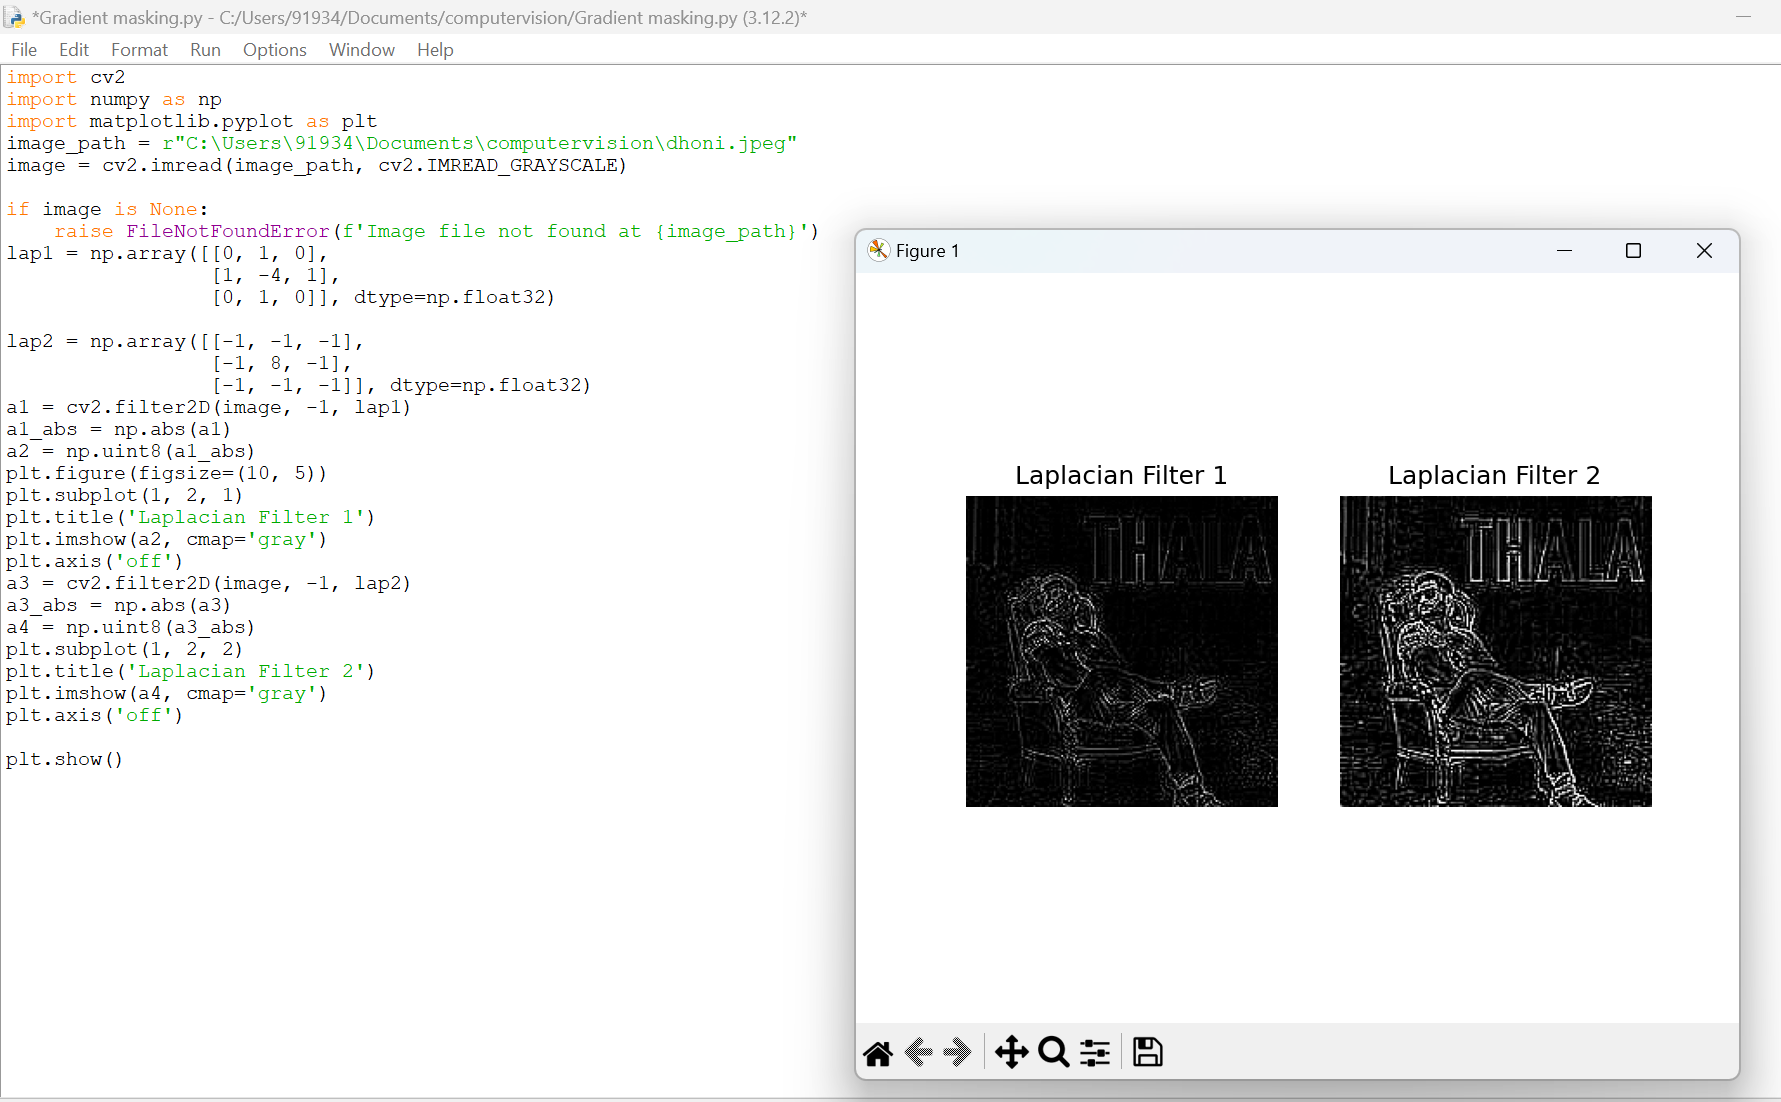 *Gradient masking.py - C:/Users/91934/Documents/computervision/Gradient masking.py (3.12.2)*
File Edit Format Run Options Window Help
import cv2
import numpy as np
import matplotlib.pyplot as plt
image_path = r"C:\Users\91934\Documents\computervision\dhoni.jpeg"
image = cv2.imread(image_path, cv2.IMREAD_GRAYSCALE)
if image is None:
    raise FileNotFoundError(f'Image file not found at {image_path}')
lap1 = np.array([[0, 1, 0],
                 [1, -4, 1],
                 [0, 1, 0]], dtype=np.float32)
lap2 = np.array([[-1, -1, -1],
                 [-1, 8, -1],
                 [-1, -1, -1]], dtype=np.float32)
a1 = cv2.filter2D(image, -1, lap1)
a1_abs = np.abs(a1)
a2 = np.uint8(a1_abs)
plt.figure(figsize=(10, 5))
plt.subplot(1, 2, 1)
plt.title('Laplacian Filter 1')
plt.imshow(a2, cmap='gray')
plt.axis('off')
a3 = cv2.filter2D(image, -1, lap2)
a3_abs = np.abs(a3)
a4 = np.uint8(a3_abs)
plt.subplot(1, 2, 2)
plt.title('Laplacian Filter 2')
plt.imshow(a4, cmap='gray')
plt.axis('off')
plt.show()
Figure 1
Laplacian Filter 1
THALA
Laplacian Filter 2
THALA